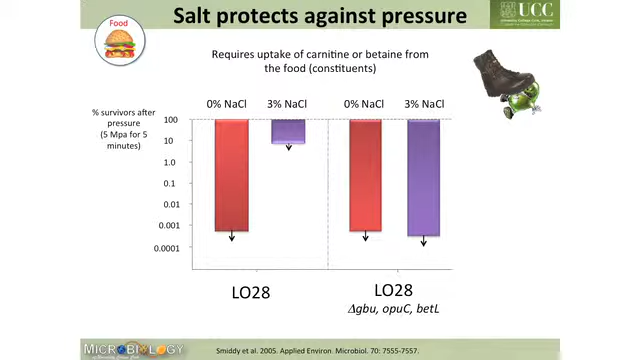 Food
Salt protects against pressure
UCC
Requires uptake of carnitine or betaine from
the food (constituents)
% survivors after
pressure
(5 Mpa for 5
minutes)
0% NaCl
3% NaCl
0% NaCl
3% NaCl
100
10
1.0
0.1
0.01
0.001
0.0001
LO28
LO28
Δgbu, opuC, betL
MICROBIOLOGY
Smiddy et al. 2005. Applied Environ. Microbiol. 70: 7555-7557.